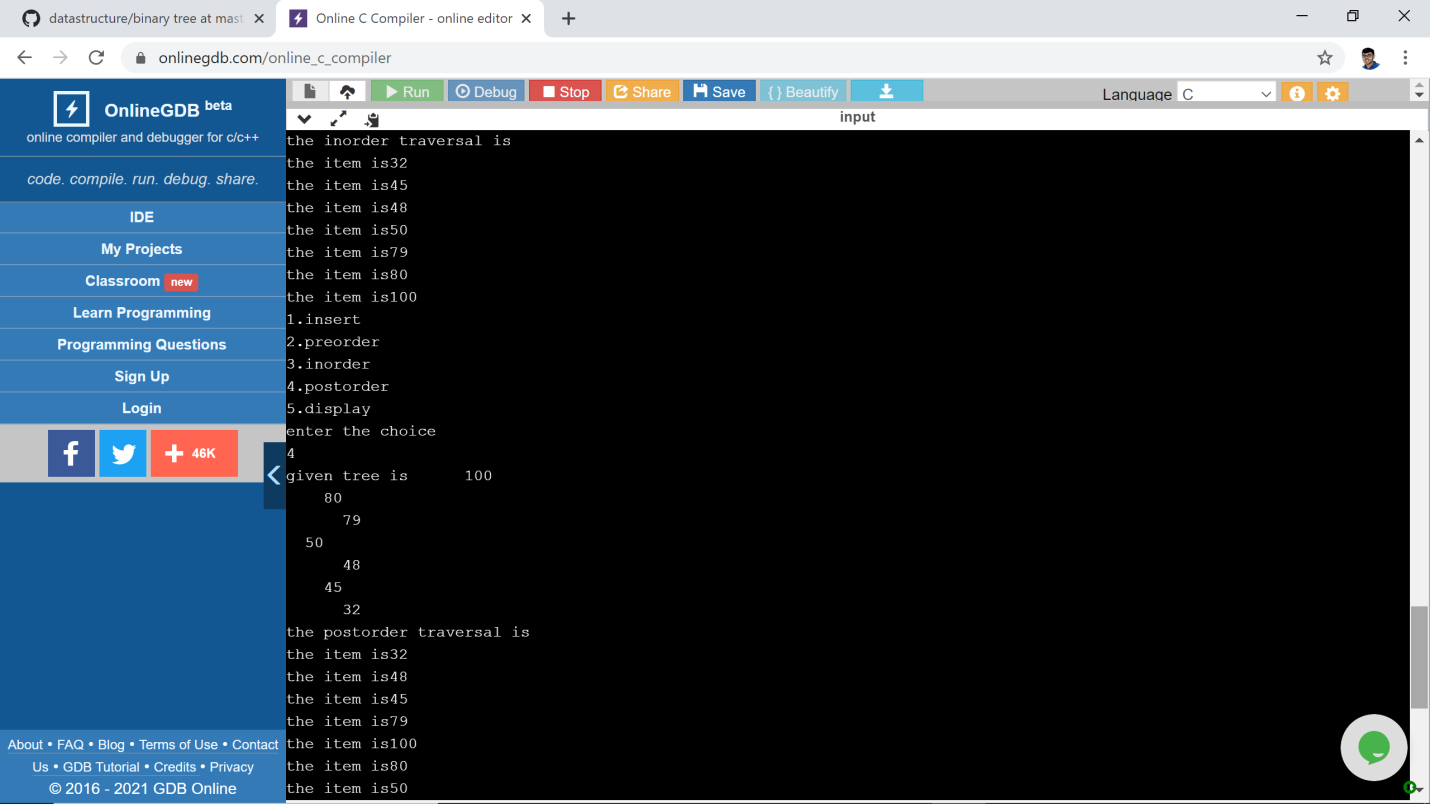 datastructure/binary tree at mast
Online C Compiler - online editor
onlinegdb.com/online_c_compiler
OnlineGDB beta
online compiler and debugger for c/c++
code. compile. run. debug. share.
IDE
My Projects
Classroom new
Learn Programming
Programming Questions
Sign Up
Login
46K
About • FAQ • Blog • Terms of Use • Contact
Us • GDB Tutorial • Credits • Privacy
© 2016 - 2021 GDB Online
Run Debug Stop Share Save { } Beautify Language C
input
the inorder traversal is
the item is32
the item is45
the item is48
the item is50
the item is79
the item is80
the item is100
1.insert
2.preorder
3.inorder
4.postorder
5.display
enter the choice
4
given tree is      100
    80
      79
  50
      48
    45
      32
the postorder traversal is
the item is32
the item is48
the item is45
the item is79
the item is100
the item is80
the item is50